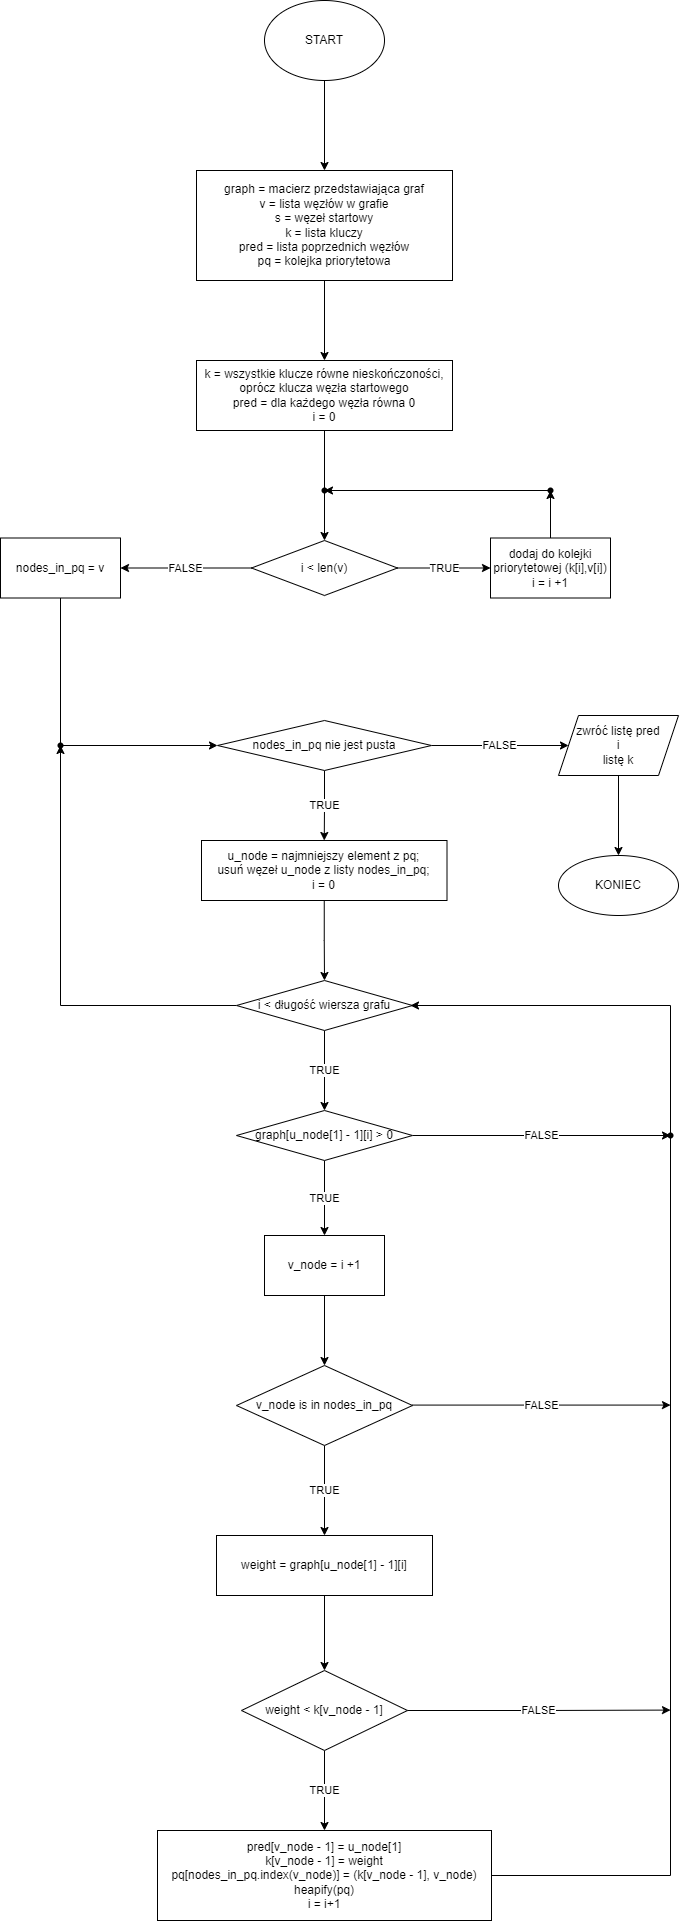 START
graph = macierz przedstawiająca graf
v = lista węzłów w grafie
s = węzeł startowy
k = lista kluczy
pred = lista poprzednich węzłów
pq = kolejka priorytetowa
k = wszystkie klucze równe nieskończoności,
oprócz klucza węzła startowego
pred = dla każdego węzła równa 0
i = 0
nodes_in_pq = v
FALSE
i < len(v)
TRUE
dodaj do kolejki
priorytetowej (k[i],v[i])
i = i +1
nodes_in_pq nie jest pusta
FALSE
zwróć listę pred
i
listę k
TRUE
u_node = najmniejszy element z pq;
usuń węzeł u_node z listy nodes_in_pq;
i = 0
KONIEC
i < długość wiersza grafu
TRUE
graph[u_node[1] - 1][i] > 0
FALSE
TRUE
v_node = i +1
v_node is in nodes_in_pq
FALSE
TRUE
weight = graph[u_node[1] - 1][i]
weight < k[v_node - 1]
FALSE
TRUE
pred[v_node - 1] = u_node[1]
k[v_node - 1] = weight
pq[nodes_in_pq.index(v_node)] = (k[v_node - 1], v_node)
heapify(pq)
i = i+1